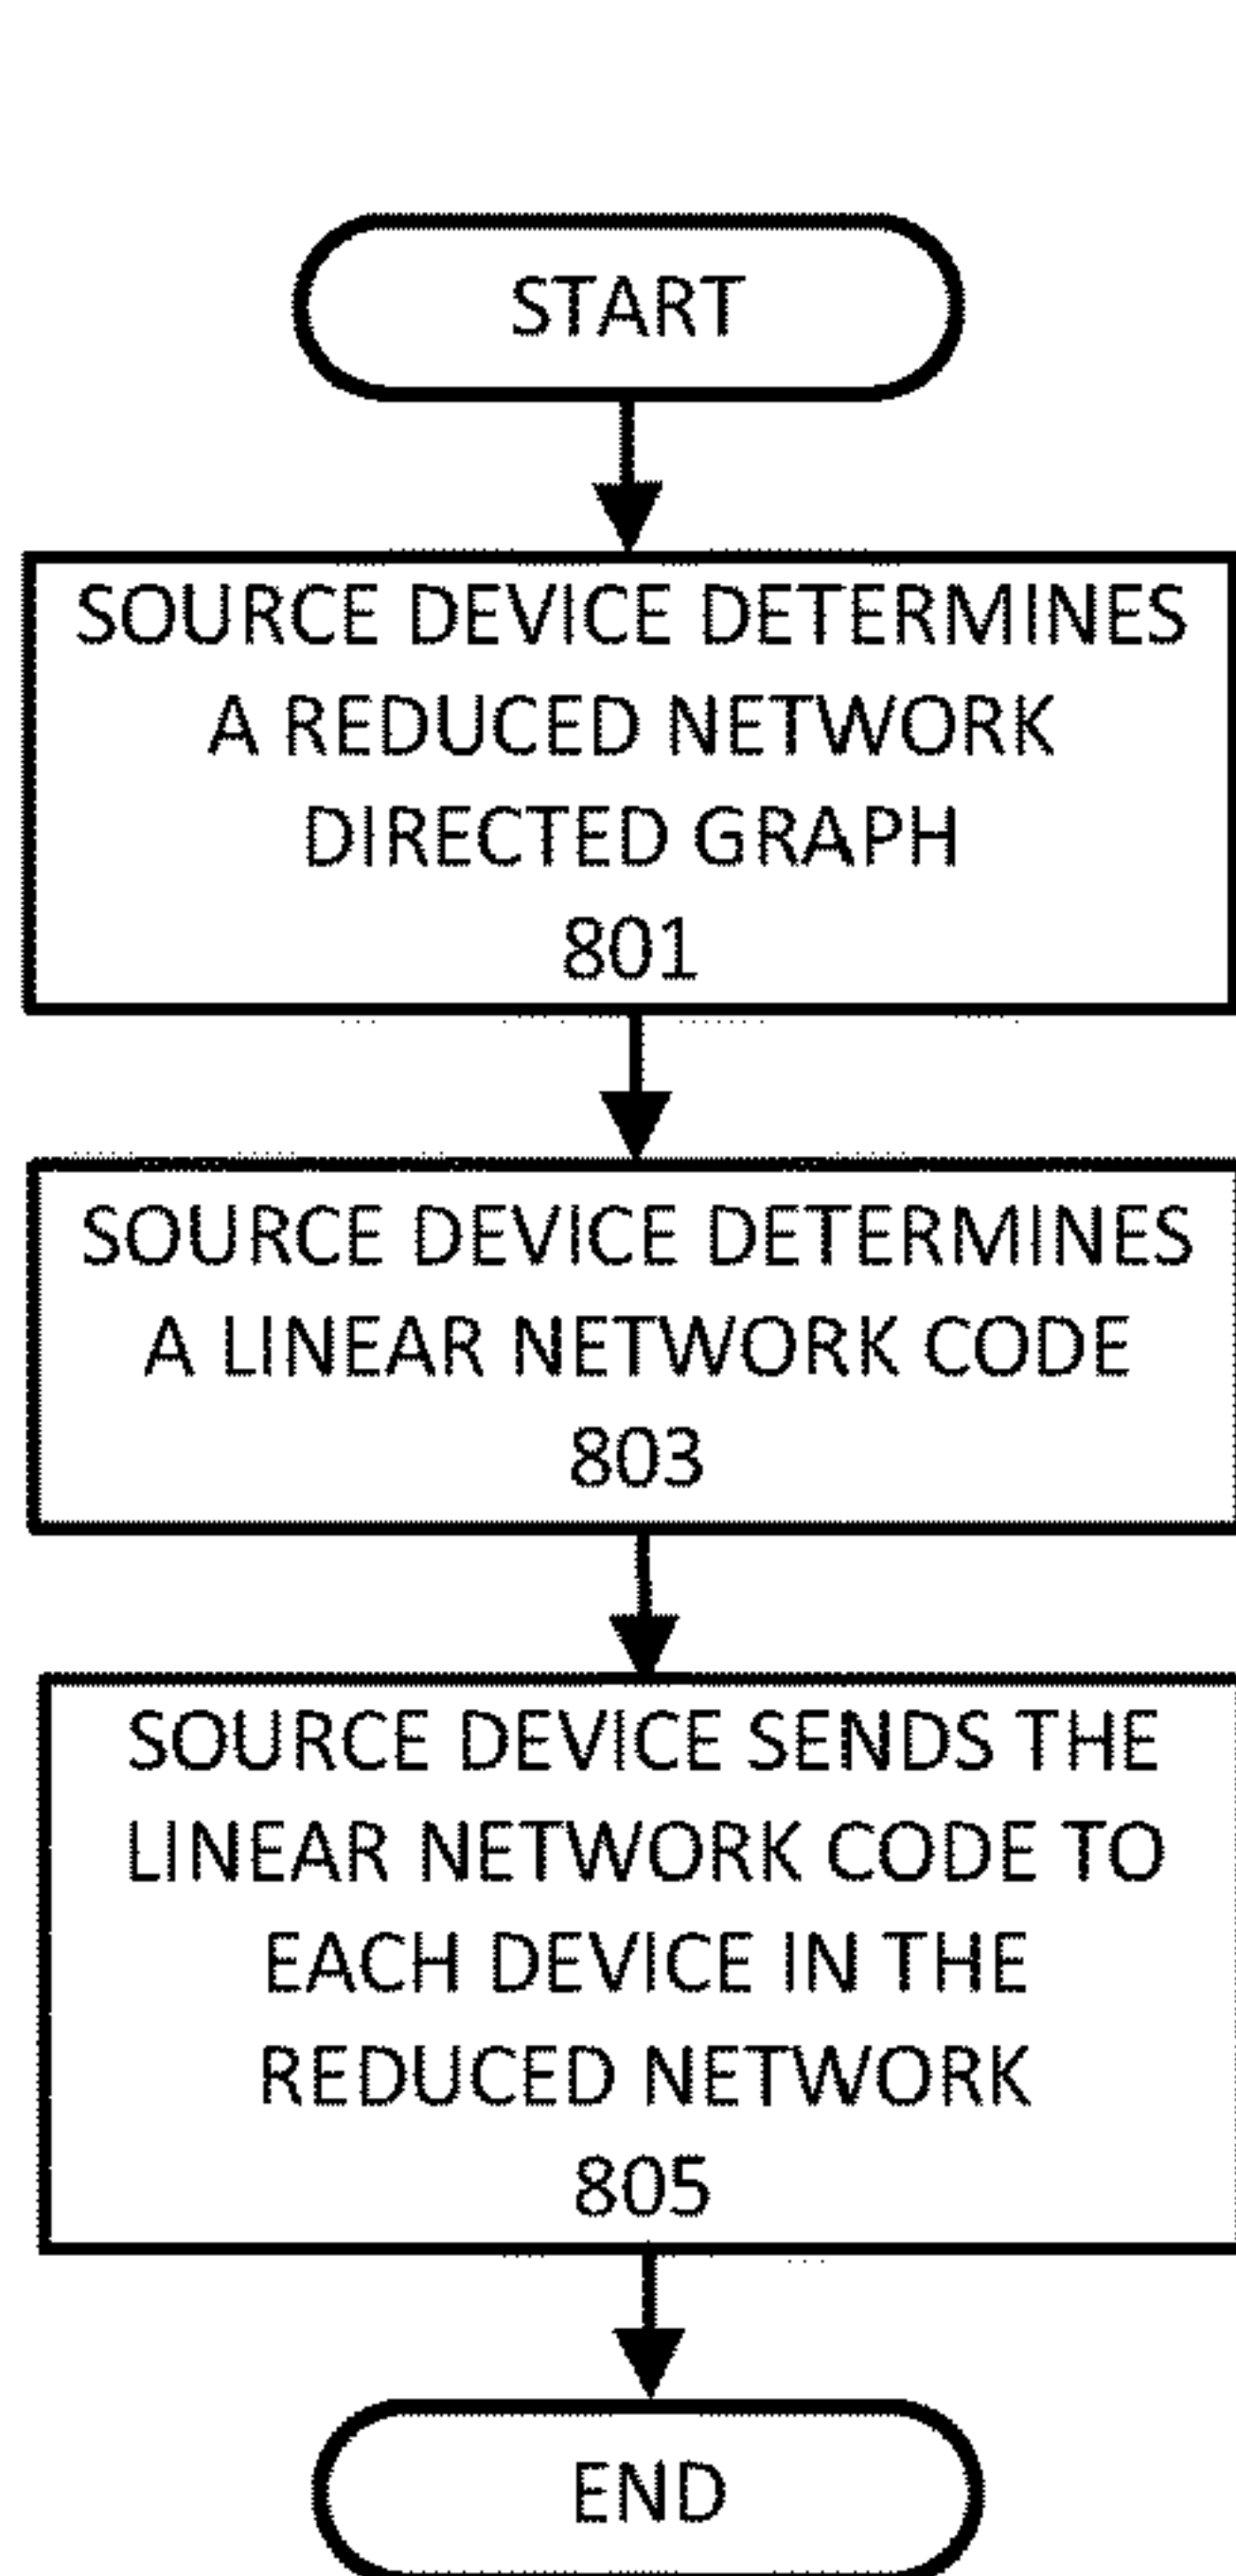 START
SOURCE DEVICE DETERMINES
A REDUCED NETWORK
DIRECTED GRAPH
801
SOURCE DEVICE DETERMINES
A LINEAR NETWORK CODE
803
SOURCE DEVICE SENDS THE
LINEAR NETWORK CODE TO
EACH DEVICE IN THE
REDUCED NETWORK
805
END